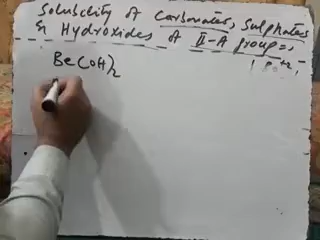 Solubility of Carbonates, Sulphates
& Hydroxides of II-A group:
Be(OH)2